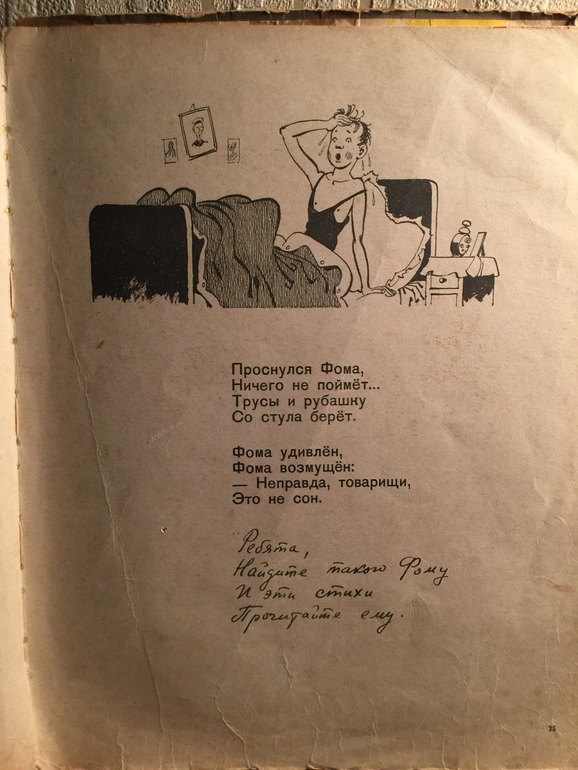 Проснулся Фома,
Ничего не поймёт...
Трусы и рубашку
Со стула берёт.
Фома удивлён,
Фома возмущён:
— Неправда, товарищи,
Это не сон.
Ребята,
Найдите такого Фому
И эти стихи
Прочитайте ему.
25